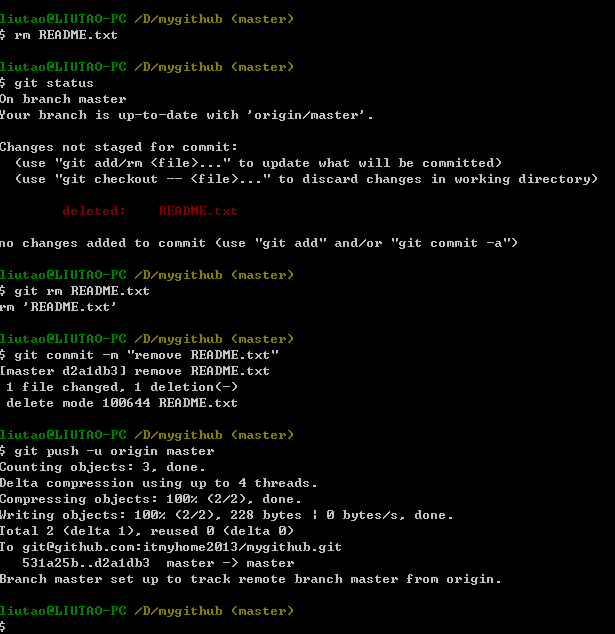 liutao@LIUTAO-PC /D/mygithub (master)
$ rm README.txt
liutao@LIUTAO-PC /D/mygithub (master)
$ git status
On branch master
Your branch is up-to-date with 'origin/master'.
Changes not staged for commit:
(use "git add/rm <file>..." to update what will be committed)
(use "git checkout -- <file>..." to discard changes in working directory)
deleted: README.txt
no changes added to commit (use "git add" and/or "git commit -a")
liutao@LIUTAO-PC /D/mygithub (master)
$ git rm README.txt
rm 'README.txt'
liutao@LIUTAO-PC /D/mygithub (master)
$ git commit -m "remove README.txt"
[master d2a1db3] remove README.txt
1 file changed, 1 deletion(-)
delete mode 100644 README.txt
liutao@LIUTAO-PC /D/mygithub (master)
$ git push -u origin master
Counting objects: 3, done.
Delta compression using up to 4 threads.
Compressing objects: 100% (2/2), done.
Writing objects: 100% (2/2), 228 bytes | 0 bytes/s, done.
Total 2 (delta 1), reused 0 (delta 0)
To git@github.com:itmyhome2013/mygithub.git
531a25b..d2a1db3 master -> master
Branch master set up to track remote branch master from origin.
liutao@LIUTAO-PC /D/mygithub (master)
$